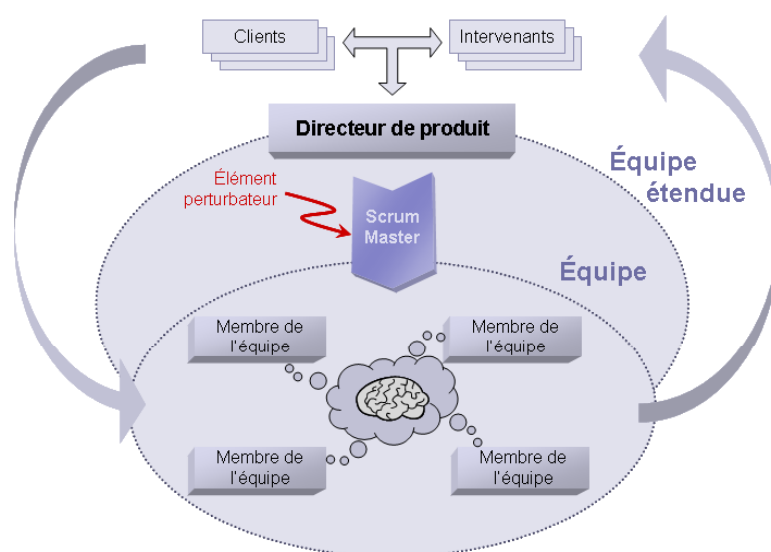 Clients
Intervenants
Directeur de produit
Équipe
étendue
Élément
perturbateur
Scrum
Master
Équipe
Membre de
l'équipe
Membre de
l'équipe
Membre de
l'équipe
Membre de
l'équipe